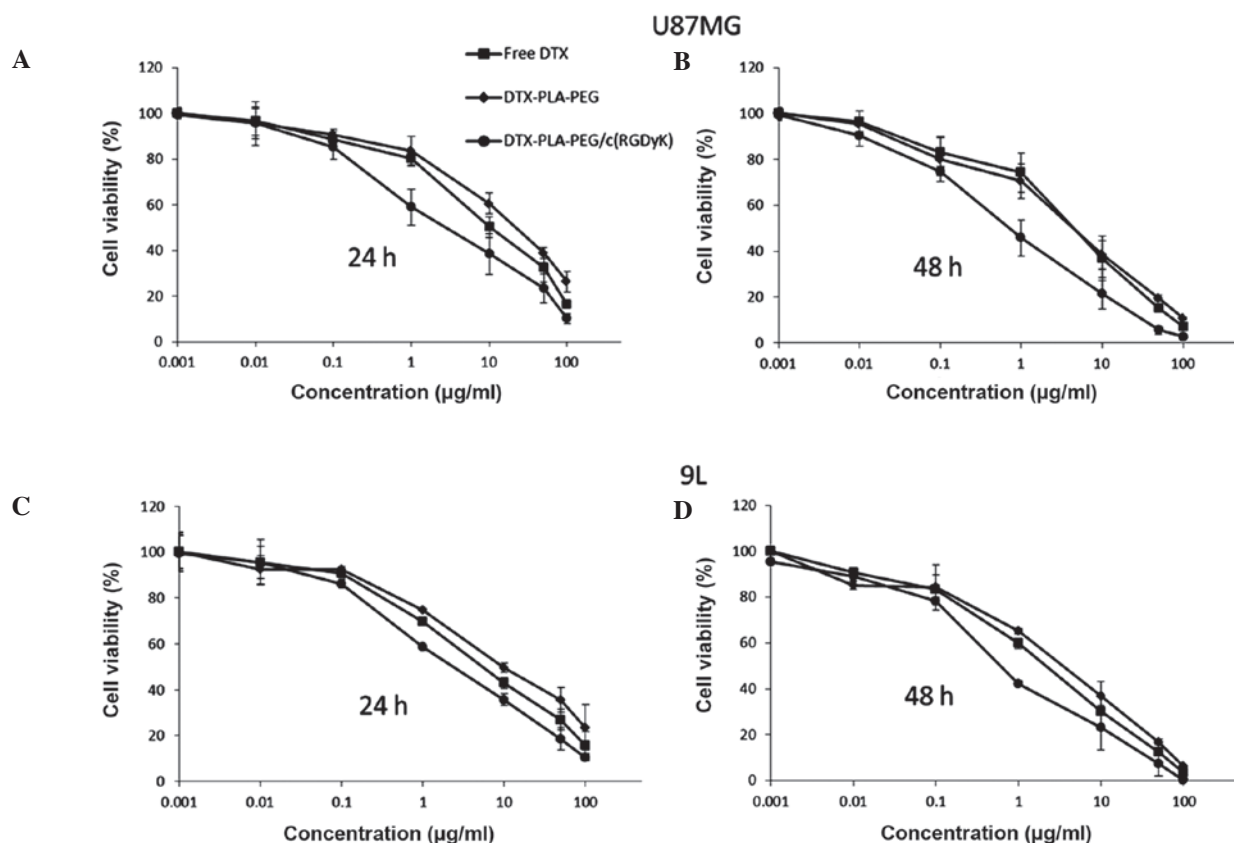 U87MG
A
Free DTX
DTX-PLA-PEG
DTX-PLA-PEG/c(RGDyK)
120
100
80
60
40
20
0
Cell viability (%)
24 h
0.001 0.01 0.1 1 10 100
Concentration (µg/ml)
B
120
100
80
60
40
20
0
Cell viability (%)
48 h
0.001 0.01 0.1 1 10 100
Concentration (µg/ml)
9L
C
120
100
80
60
40
20
0
Cell viability (%)
24 h
0.001 0.01 0.1 1 10 100
Concentration (µg/ml)
D
120
100
80
60
40
20
0
Cell viability (%)
48 h
0.001 0.01 0.1 1 10 100
Concentration (µg/ml)